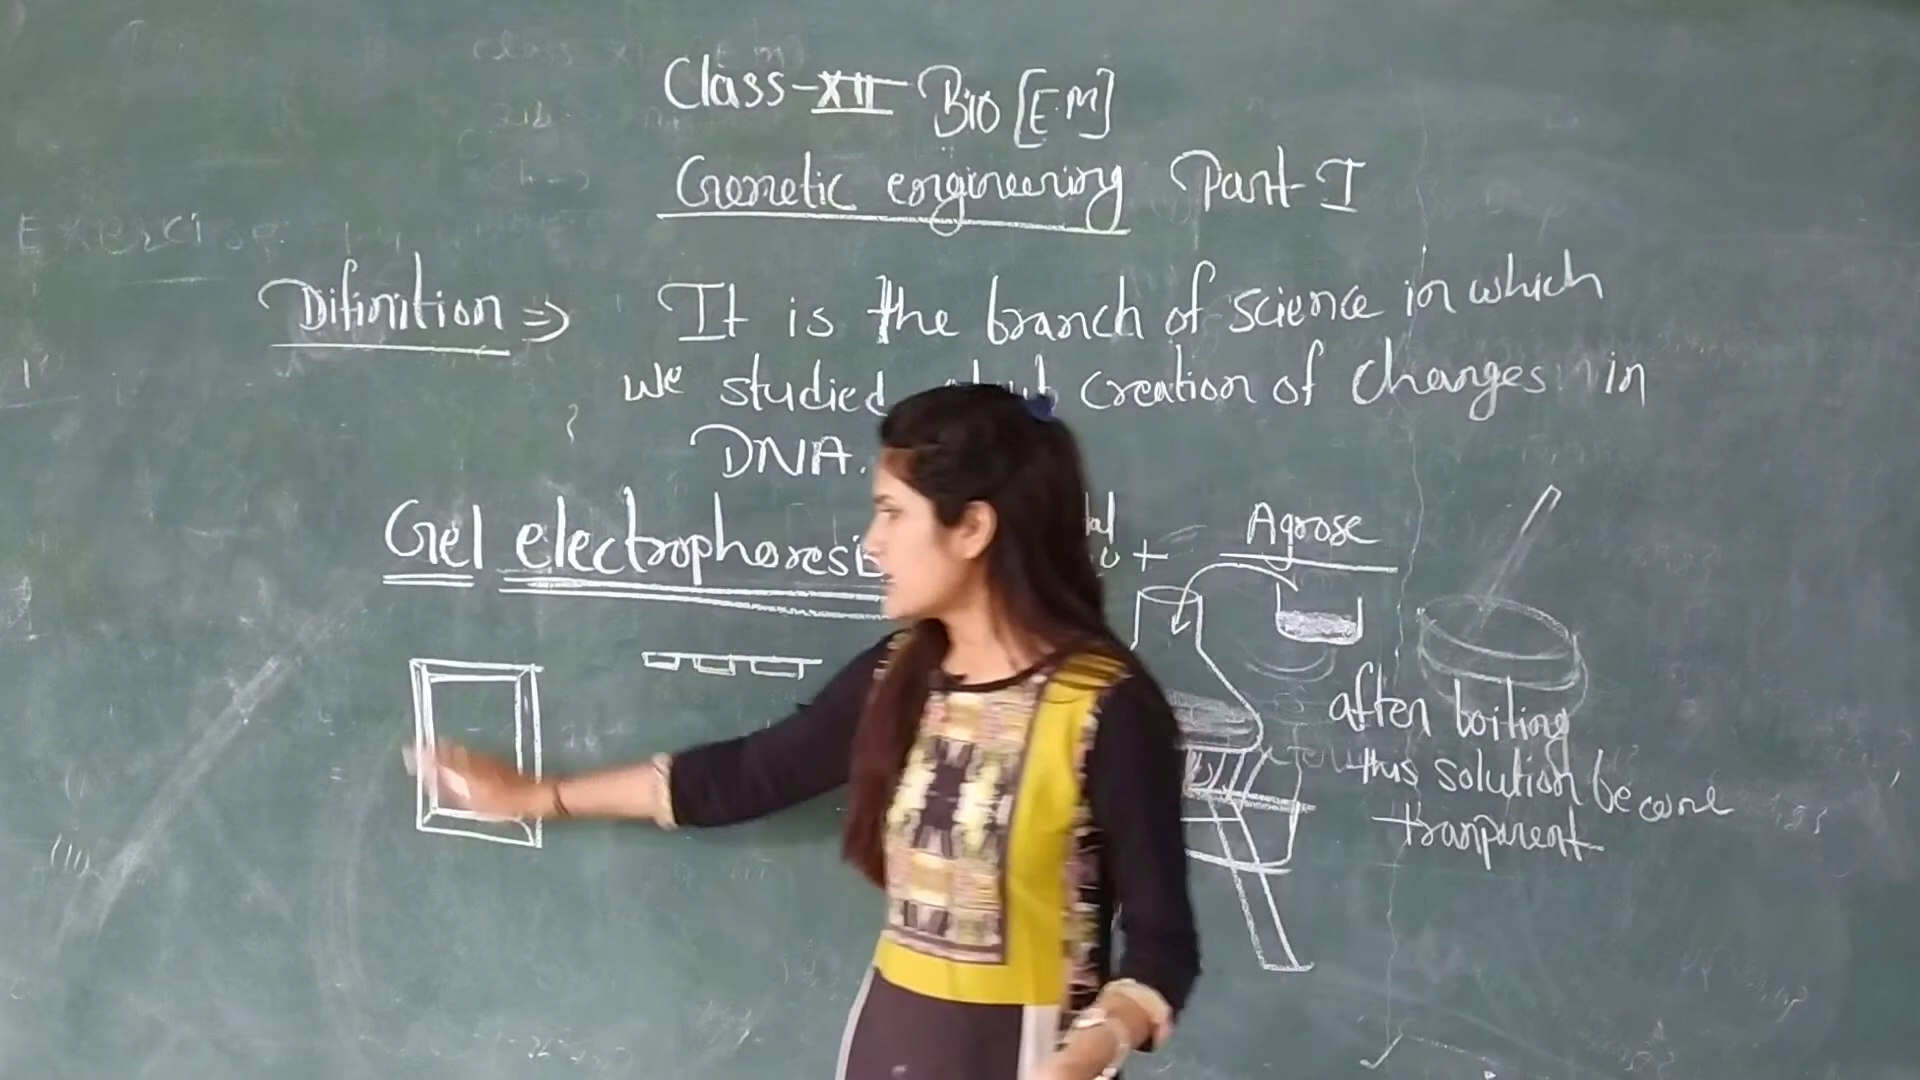 Class-XII Bio [E.M]
Genetic engineering Part-I
Difinition => It is the branch of science in which
we studied creation of changes in
DNA.
Gel electrophoresis
+ Agrose
after boiling
this solution become
tranparent